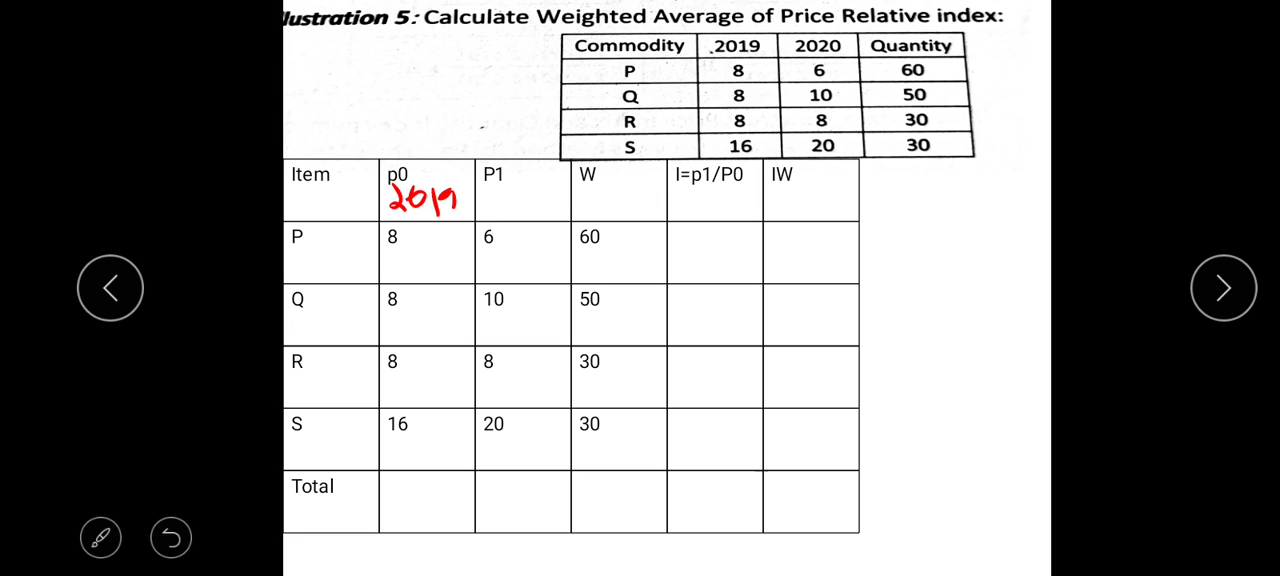 llustration 5: Calculate Weighted Average of Price Relative index:
Commodity .2019 2020 Quantity
P 8 6 60
Q 8 10 50
R 8 8 30
S 16 20 30
Item p0 P1 W I=p1/P0 IW
2019
P 8 6 60
Q 8 10 50
R 8 8 30
S 16 20 30
Total